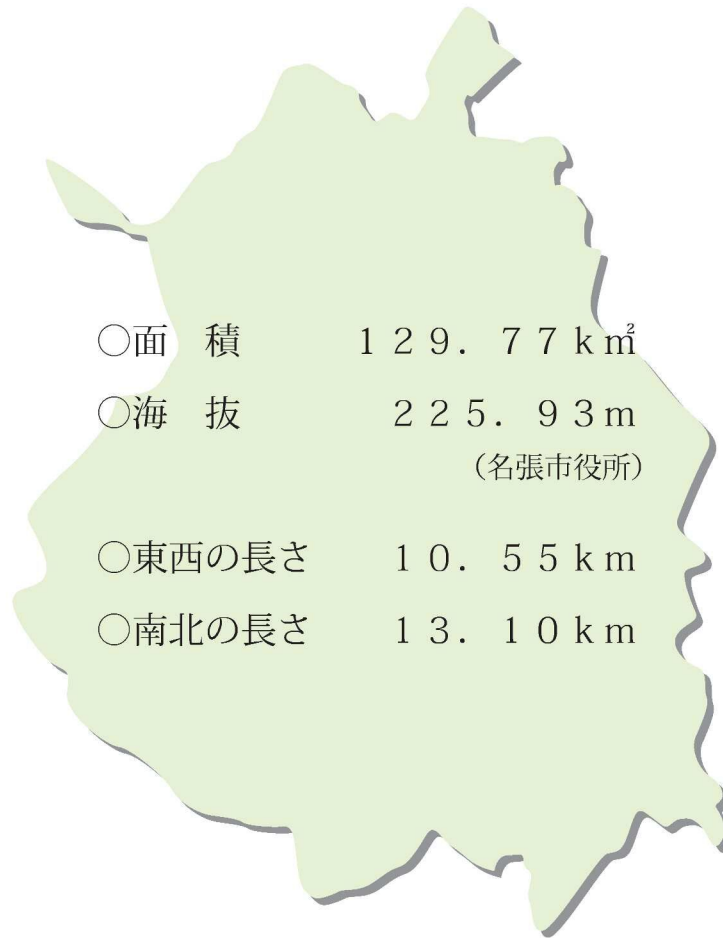 ○面　積　129．77k㎡
○海　抜　225．93m
（名張市役所）
○東西の長さ　10．55km
○南北の長さ　13．10km